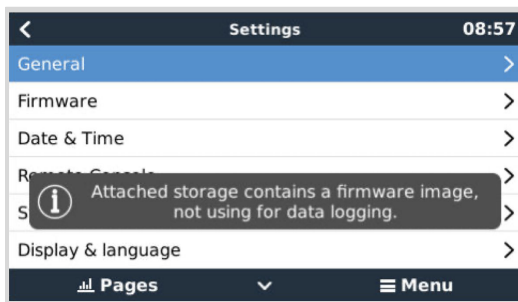 Settings 08:57
General
Firmware
Date & Time
Attached storage contains a firmware image,
not using for data logging.
Display & language
Pages Menu